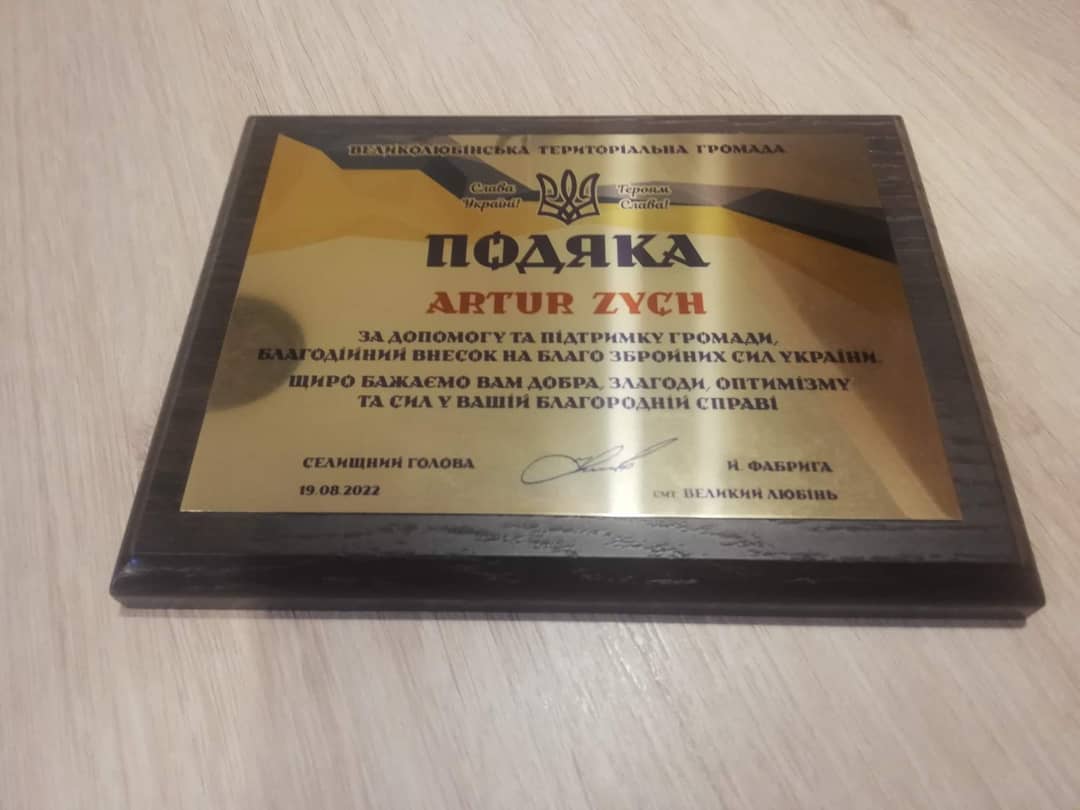 ВЕЛИКОЛЮБІНСЬКА ТЕРИТОРІАЛЬНА ГРОМАДА
Слава Героям
Україні! Слава!
ПОДЯКА
ARTUR ZYCH
ЗА ДОПОМОГУ ТА ПІДТРИМКУ ГРОМАДИ,
БЛАГОДІЙНИЙ ВНЕСОК НА БЛАГО ЗБРОЙНИХ СИЛ УКРАЇНИ.
ЩИРО БАЖАЄМО ВАМ ДОБРА, ЗЛАГОДИ, ОПТИМІЗМУ
ТА СИЛ У ВАШІЙ БЛАГОРОДНІЙ СПРАВІ
СЕЛИЩНИЙ ГОЛОВА Й. ФАБРИГА
19.08.2022 СМТ ВЕЛИКИЙ ЛЮБІНЬ